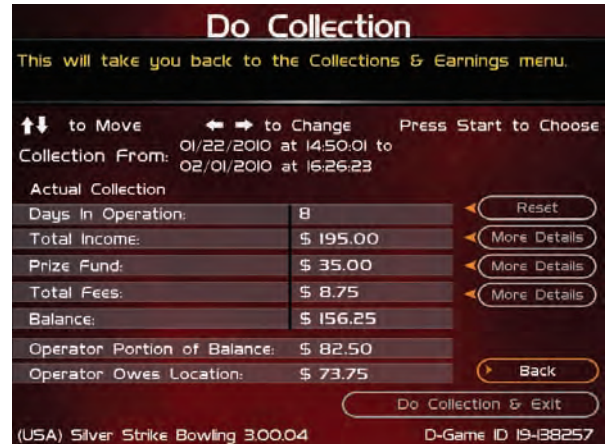 Do Collection
This will take you back to the Collections & Earnings menu.
to Move to Change Press Start to Choose
Collection From: 01/22/2010 at 14:50:01 to
02/01/2010 at 16:26:23
Actual Collection
Days In Operation: 8 Reset
Total Income: $ 195.00 More Details
Prize Fund: $ 35.00 More Details
Total Fees: $ 8.75 More Details
Balance: $ 156.25
Operator Portion of Balance: $ 82.50
Operator Owes Location: $ 73.75 Back
Do Collection & Exit
(USA) Silver Strike Bowling 3.00.04 D-Game ID 19-138257